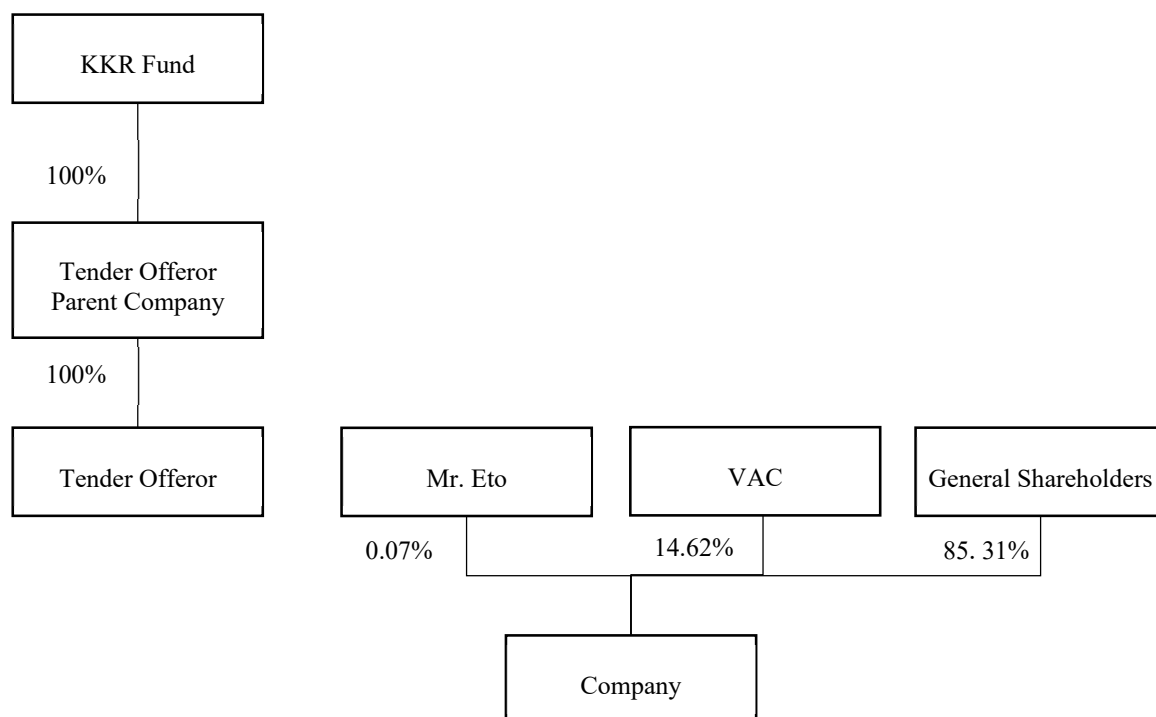 KKR Fund
100%
Tender Offeror
Parent Company
100%
Tender Offeror
Mr. Eto
VAC
General Shareholders
0.07%
14.62%
85. 31%
Company